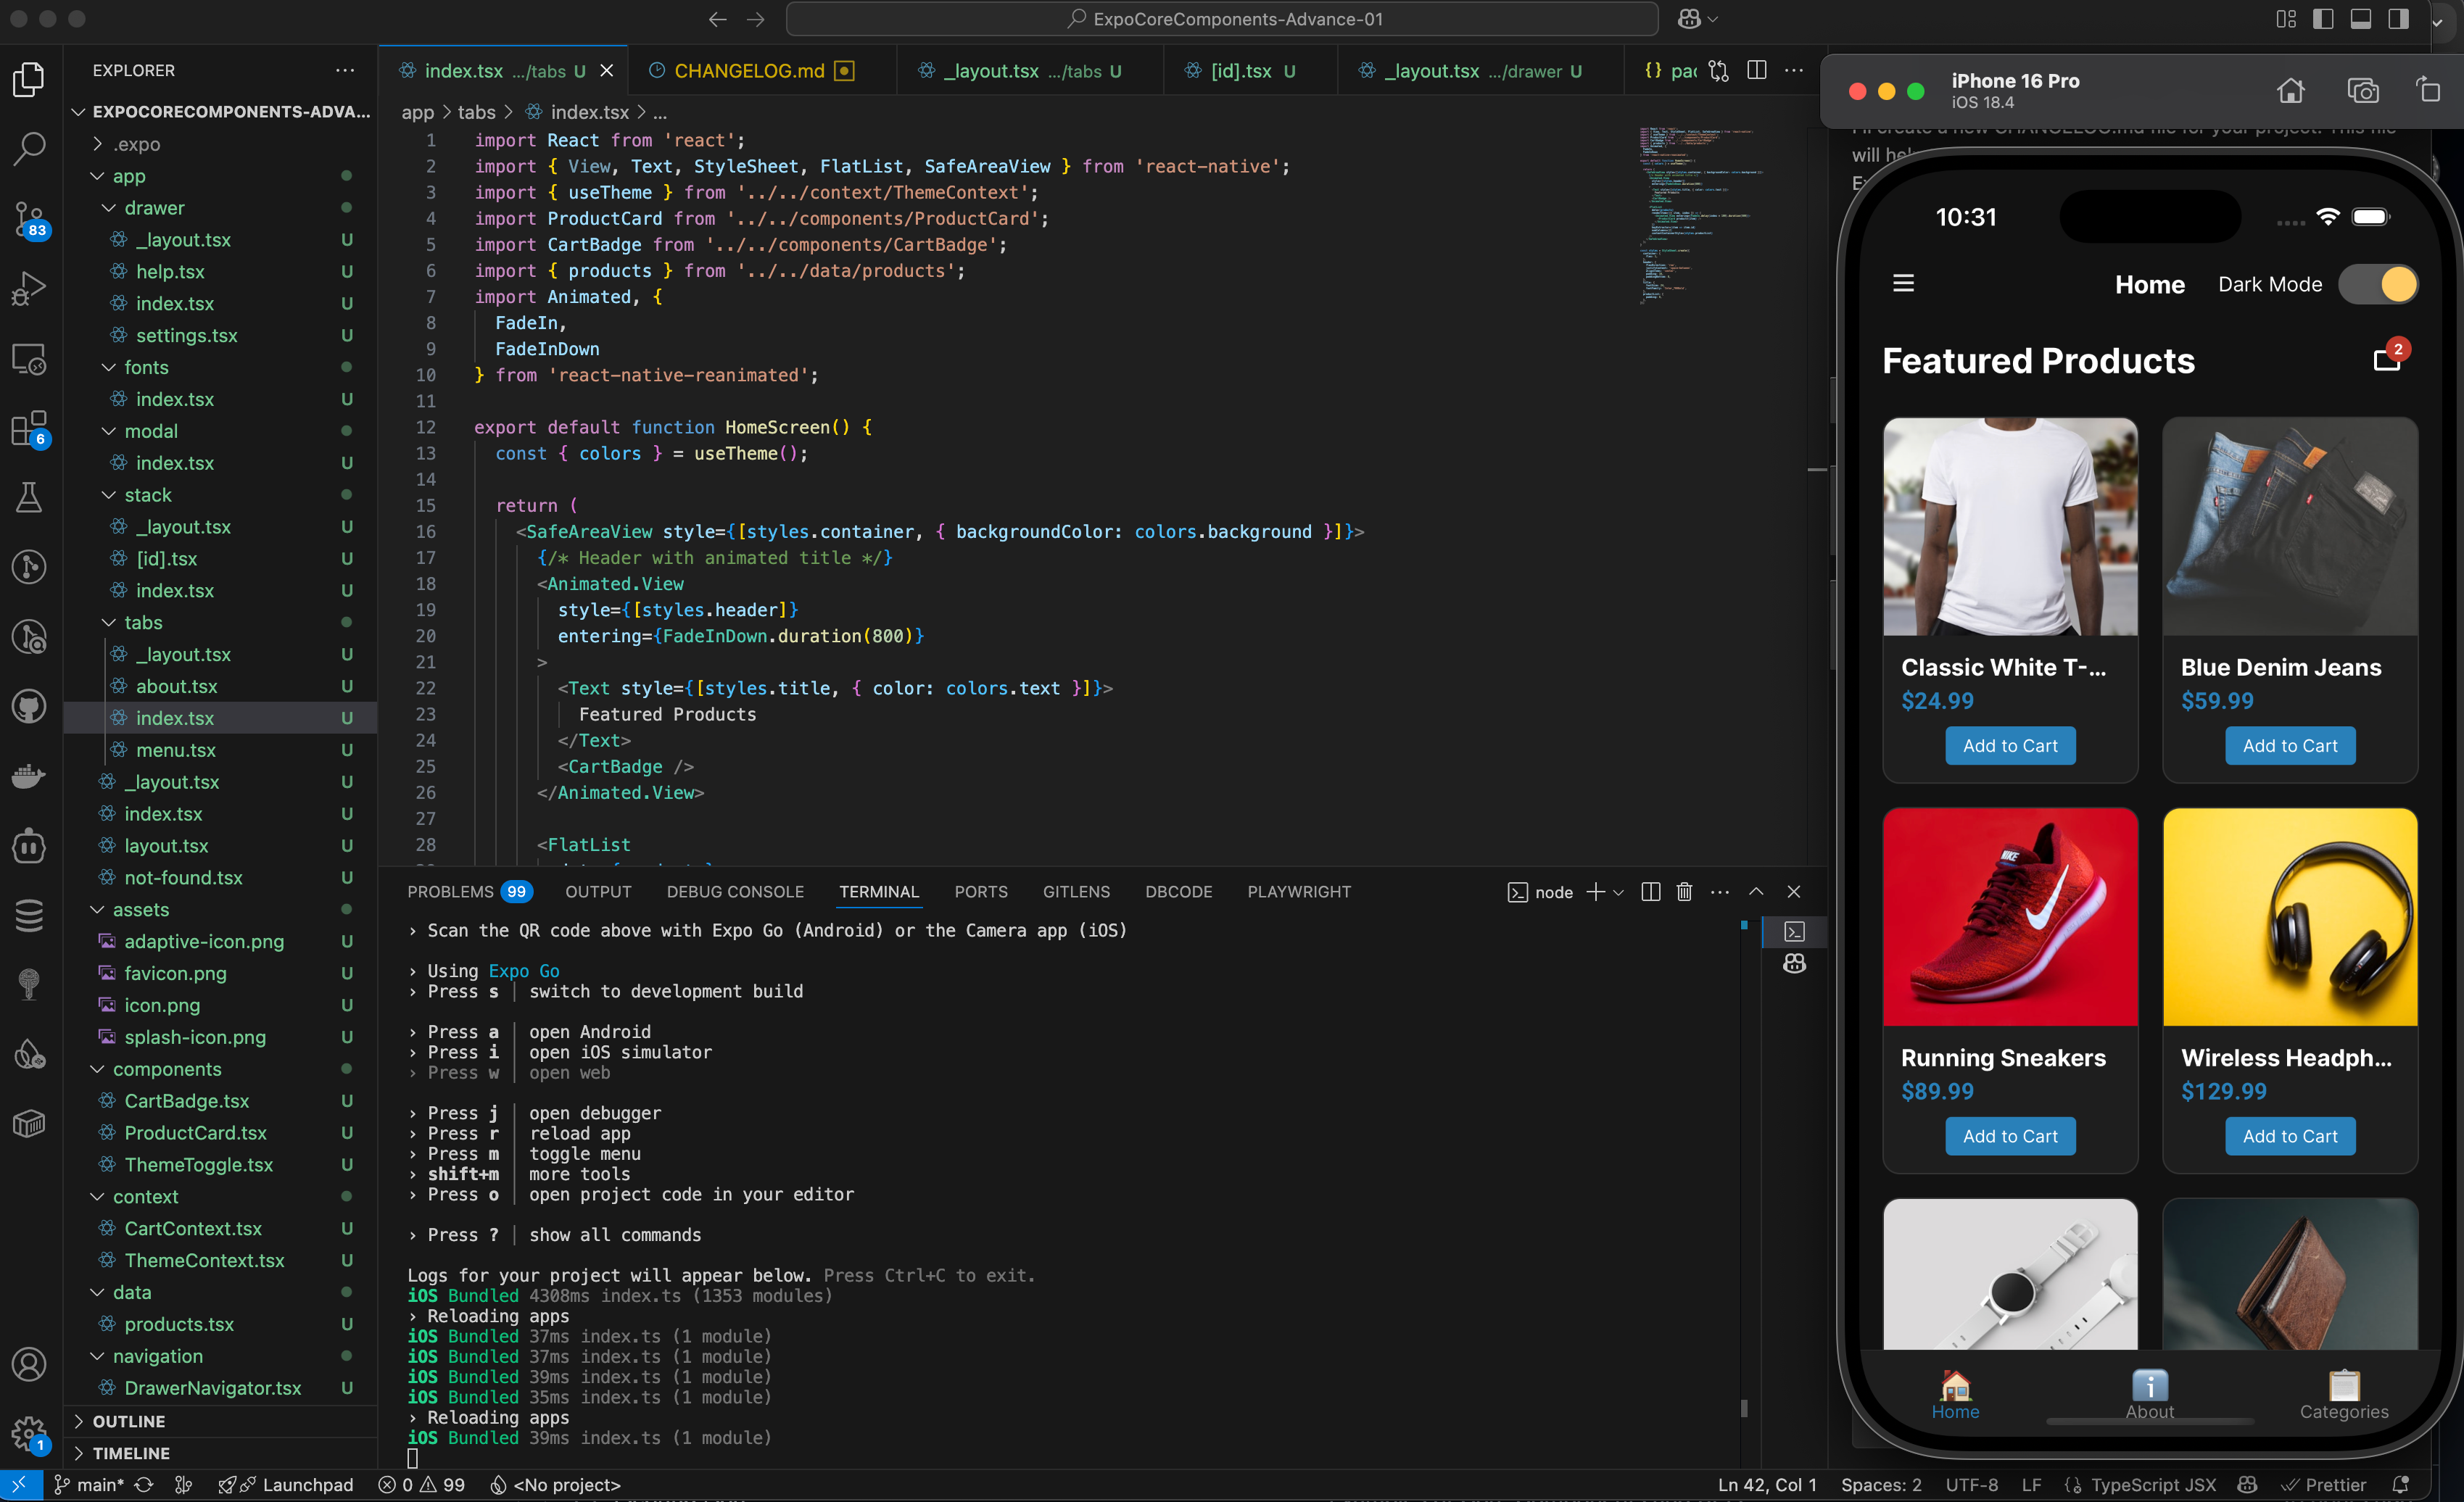 ExpoCoreComponents-Advance-01
EXPLORER
EXPOCORECOMPONENTS-ADVA...
.expo
app
drawer
_layout.tsx U
help.tsx U
index.tsx U
settings.tsx U
fonts
index.tsx U
modal
index.tsx U
stack
_layout.tsx U
[id].tsx U
index.tsx U
tabs
_layout.tsx U
about.tsx U
index.tsx U
menu.tsx U
_layout.tsx U
index.tsx U
layout.tsx U
not-found.tsx U
assets
adaptive-icon.png U
favicon.png U
icon.png U
splash-icon.png U
components
CartBadge.tsx U
ProductCard.tsx U
ThemeToggle.tsx U
context
CartContext.tsx U
ThemeContext.tsx U
data
products.tsx U
navigation
DrawerNavigator.tsx U
OUTLINE
TIMELINE
83
6
1
index.tsx .../tabs U
CHANGELOG.md
_layout.tsx .../tabs U
[id].tsx U
_layout.tsx .../drawer U
{} pac
app > tabs > index.tsx > ...
1 import React from 'react';
2 import { View, Text, StyleSheet, FlatList, SafeAreaView } from 'react-native';
3 import { useTheme } from '../../context/ThemeContext';
4 import ProductCard from '../../components/ProductCard';
5 import CartBadge from '../../components/CartBadge';
6 import { products } from '../../data/products';
7 import Animated, {
8 FadeIn,
9 FadeInDown
10 } from 'react-native-reanimated';
11
12 export default function HomeScreen() {
13 const { colors } = useTheme();
14
15 return (
16 <SafeAreaView style={[styles.container, { backgroundColor: colors.background }]}>
17 {/* Header with animated title */}
18 <Animated.View
19 style={[styles.header]}
20 entering={FadeInDown.duration(800)}
21 >
22 <Text style={[styles.title, { color: colors.text }]}>
23 Featured Products
24 </Text>
25 <CartBadge />
26 </Animated.View>
27
28 <FlatList
PROBLEMS 99 OUTPUT DEBUG CONSOLE TERMINAL PORTS GITLENS DBCODE PLAYWRIGHT
node
› Scan the QR code above with Expo Go (Android) or the Camera app (iOS)
› Using Expo Go
› Press s │ switch to development build
› Press a │ open Android
› Press i │ open iOS simulator
› Press w │ open web
› Press j │ open debugger
› Press r │ reload app
› Press m │ toggle menu
› shift+m │ more tools
› Press o │ open project code in your editor
› Press ? │ show all commands
Logs for your project will appear below. Press Ctrl+C to exit.
iOS Bundled 4308ms index.ts (1353 modules)
› Reloading apps
iOS Bundled 37ms index.ts (1 module)
iOS Bundled 37ms index.ts (1 module)
iOS Bundled 39ms index.ts (1 module)
iOS Bundled 35ms index.ts (1 module)
› Reloading apps
iOS Bundled 39ms index.ts (1 module)
iPhone 16 Pro
iOS 18.4
will
10:31
Home Dark Mode
Featured Products
2
Classic White T-...
$24.99
Add to Cart
Blue Denim Jeans
$59.99
Add to Cart
NIKE
Running Sneakers
$89.99
Add to Cart
Wireless Headph...
$129.99
Add to Cart
Home
About
Categories
main*
Launchpad
0 99
<No project>
Ln 42, Col 1
Spaces: 2
UTF-8
LF
TypeScript JSX
Prettier